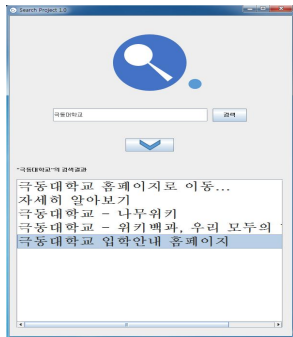 Search Project 1.0
극동대학교
검색
"극동대학교"의 검색결과
극동대학교 홈페이지로 이동...
자세히 알아보기
극동대학교 - 나무위키
극동대학교 - 위키백과, 우리 모두의
극동대학교 입학안내 홈페이지